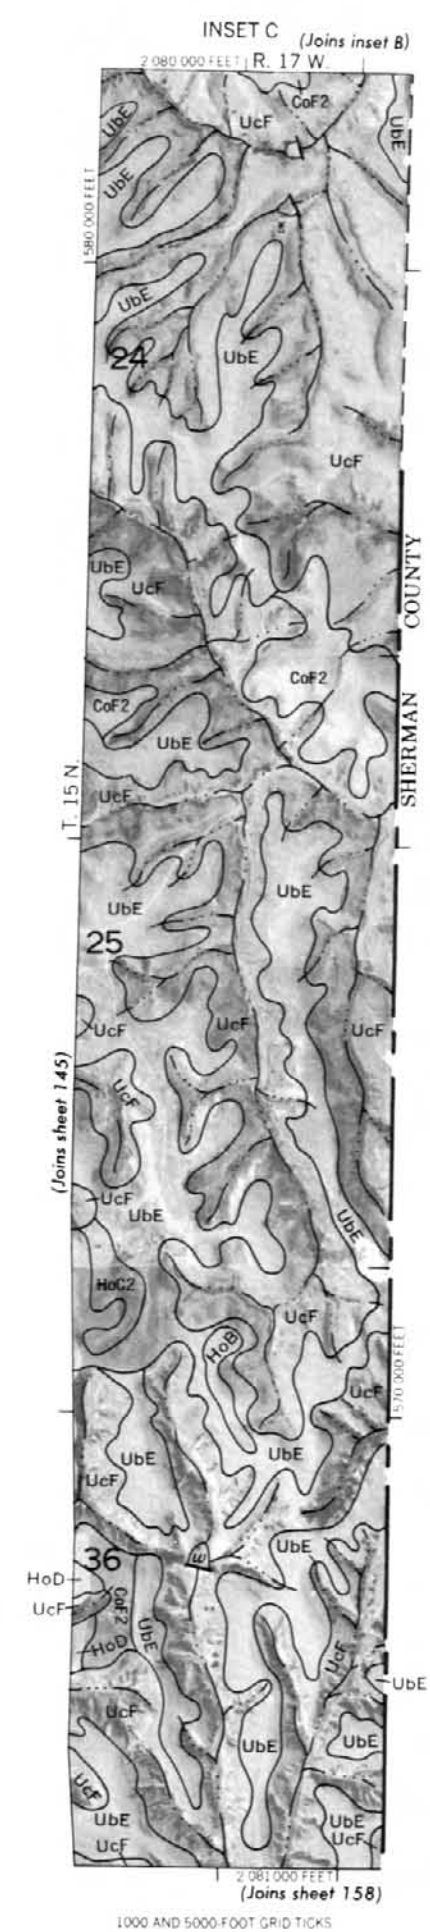 INSET C
(Joins inset B)
2 080 000 FEET
R. 17 W.
CoF2
UcF
UbE
UbE
UbE
580 000 FEET
UbE
24
UbE
UcF
UbE
UcF
COUNTY
CoF2
CoF2
UbE
SHERMAN
T. 15 N.
UcF
UbE
UbE
25
UcF
UcF
UcF
(Joins sheet 145)
UcF
UcF
UbE
UbE
HoC2
UcF
HoB
570 000 FEET
UcF
UbE
UbE
UcF
UbE
36
W
HoD
UcF
CoF2
UbE
HoD
UcF
UbE
UcF
UbE
UbE
UcF
UbE
UbE
UcF
UcF
2 081 000 FEET
(Joins sheet 158)
1000 AND 5000-FOOT GRID TICKS